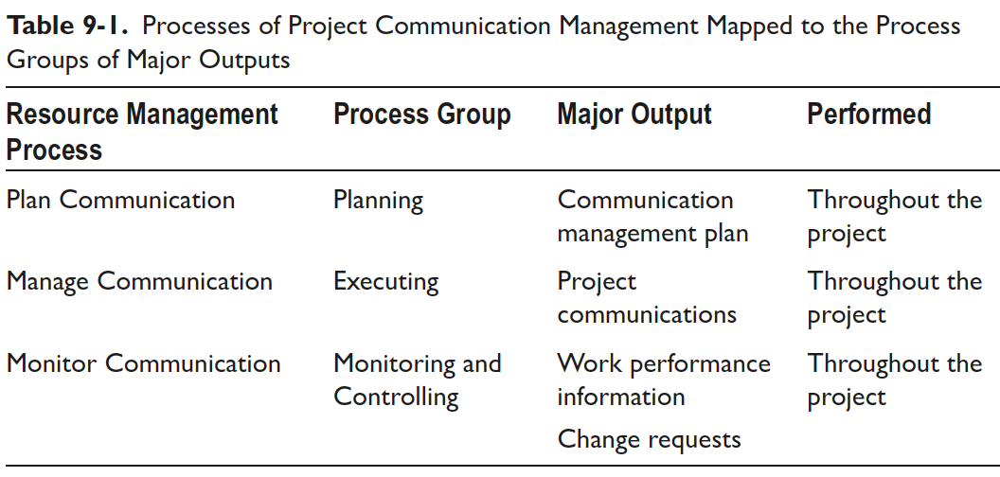 Table 9-1. Processes of Project Communication Management Mapped to the Process
Groups of Major Outputs
Resource Management Process Process Group Major Output Performed
Plan Communication Planning Communication management plan Throughout the project
Manage Communication Executing Project communications Throughout the project
Monitor Communication Monitoring and Controlling Work performance information Throughout the project
Change requests